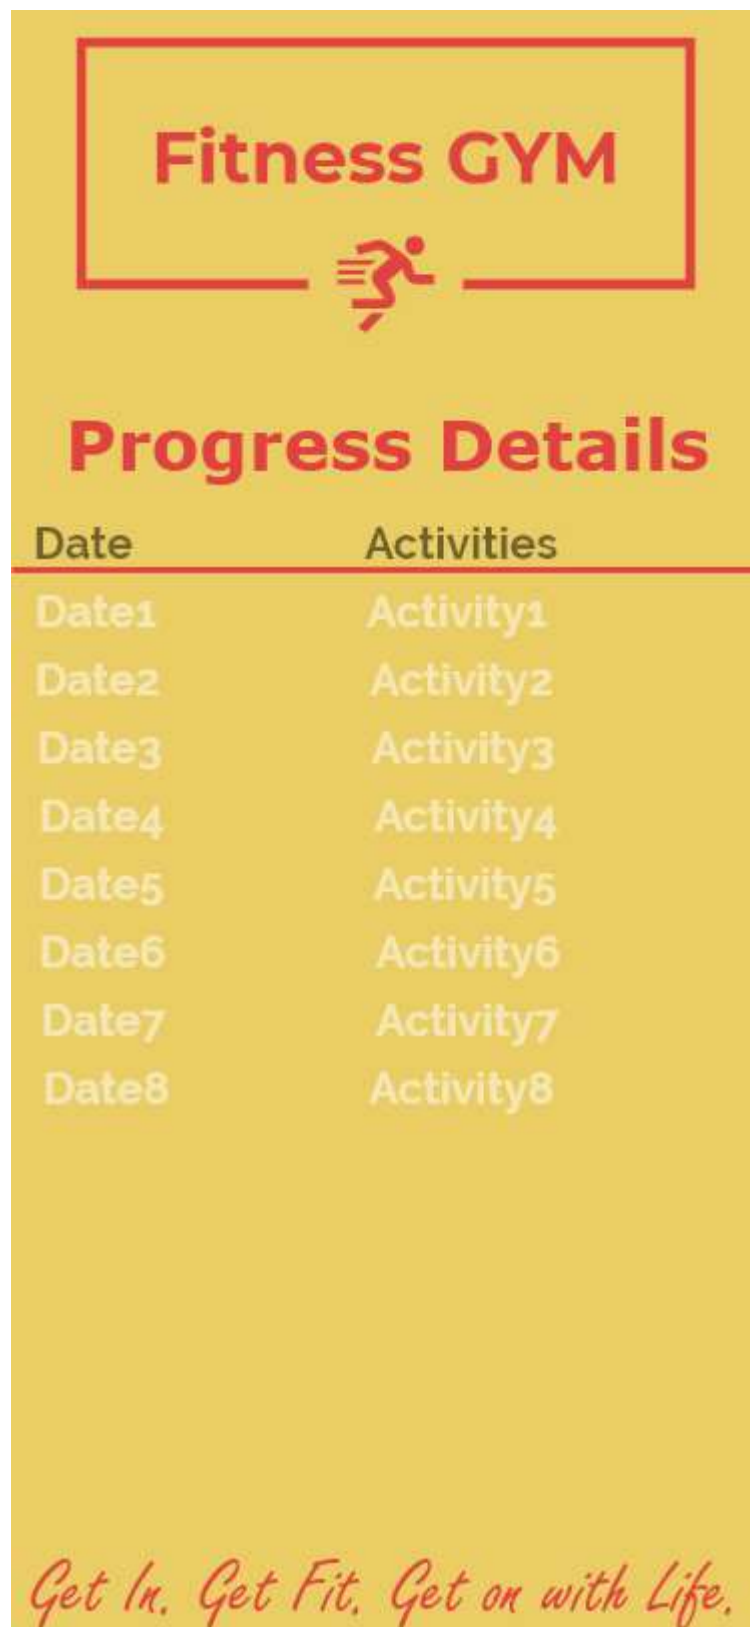 Fitness GYM
Progress Details
Date Activities
Date1 Activity1
Date2 Activity2
Date3 Activity3
Date4 Activity4
Date5 Activity5
Date6 Activity6
Date7 Activity7
Date8 Activity8
Get In. Get Fit. Get on with Life.